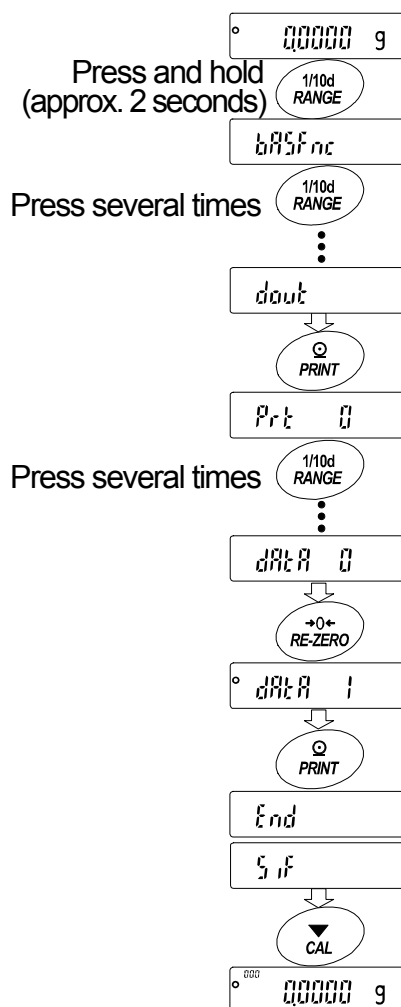 0.0000 g
Press and hold
(approx. 2 seconds)
1/10d
RANGE
bASFnc
Press several times
1/10d
RANGE
dout
PRINT
Prt 0
Press several times
1/10d
RANGE
dAtA 0
→0←
RE-ZERO
dAtA 1
PRINT
End
S iF
CAL
000
0.0000 g